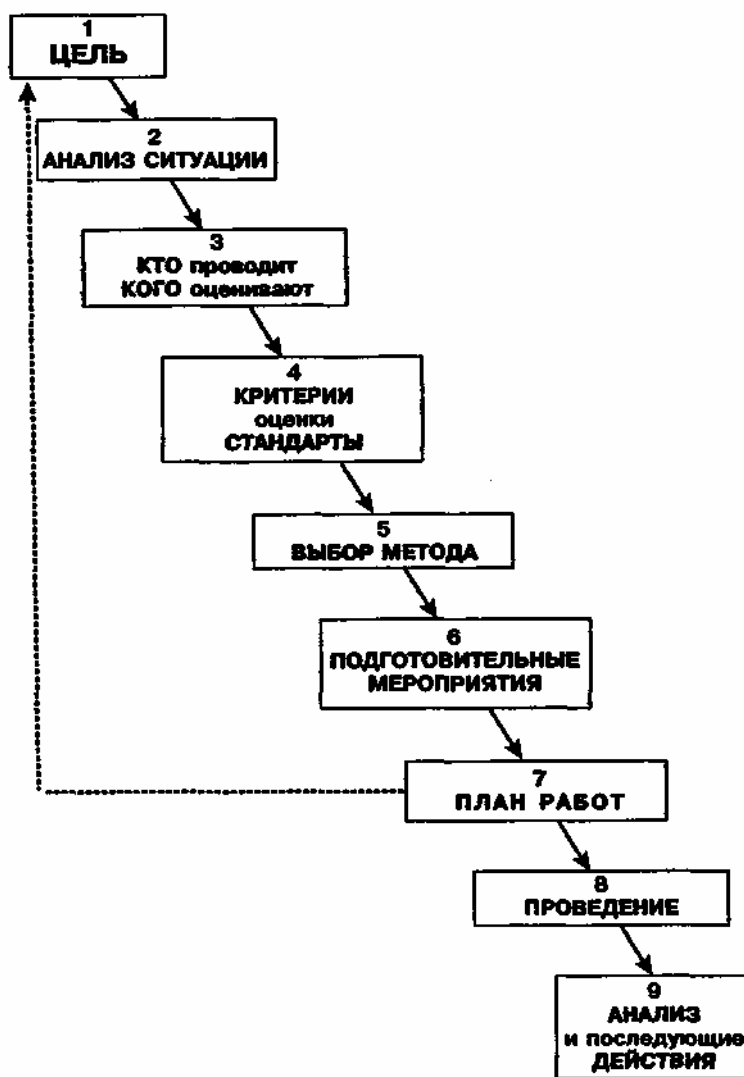 1
ЦЕЛЬ
2
АНАЛИЗ СИТУАЦИИ
3
КТО проводит
КОГО оценивают
4
КРИТЕРИИ
оценки
СТАНДАРТЫ
5
ВЫБОР МЕТОДА
6
ПОДГОТОВИТЕЛЬНЫЕ
МЕРОПРИЯТИЯ
7
ПЛАН РАБОТ
8
ПРОВЕДЕНИЕ
9
АНАЛИЗ
и последующие
ДЕЙСТВИЯ